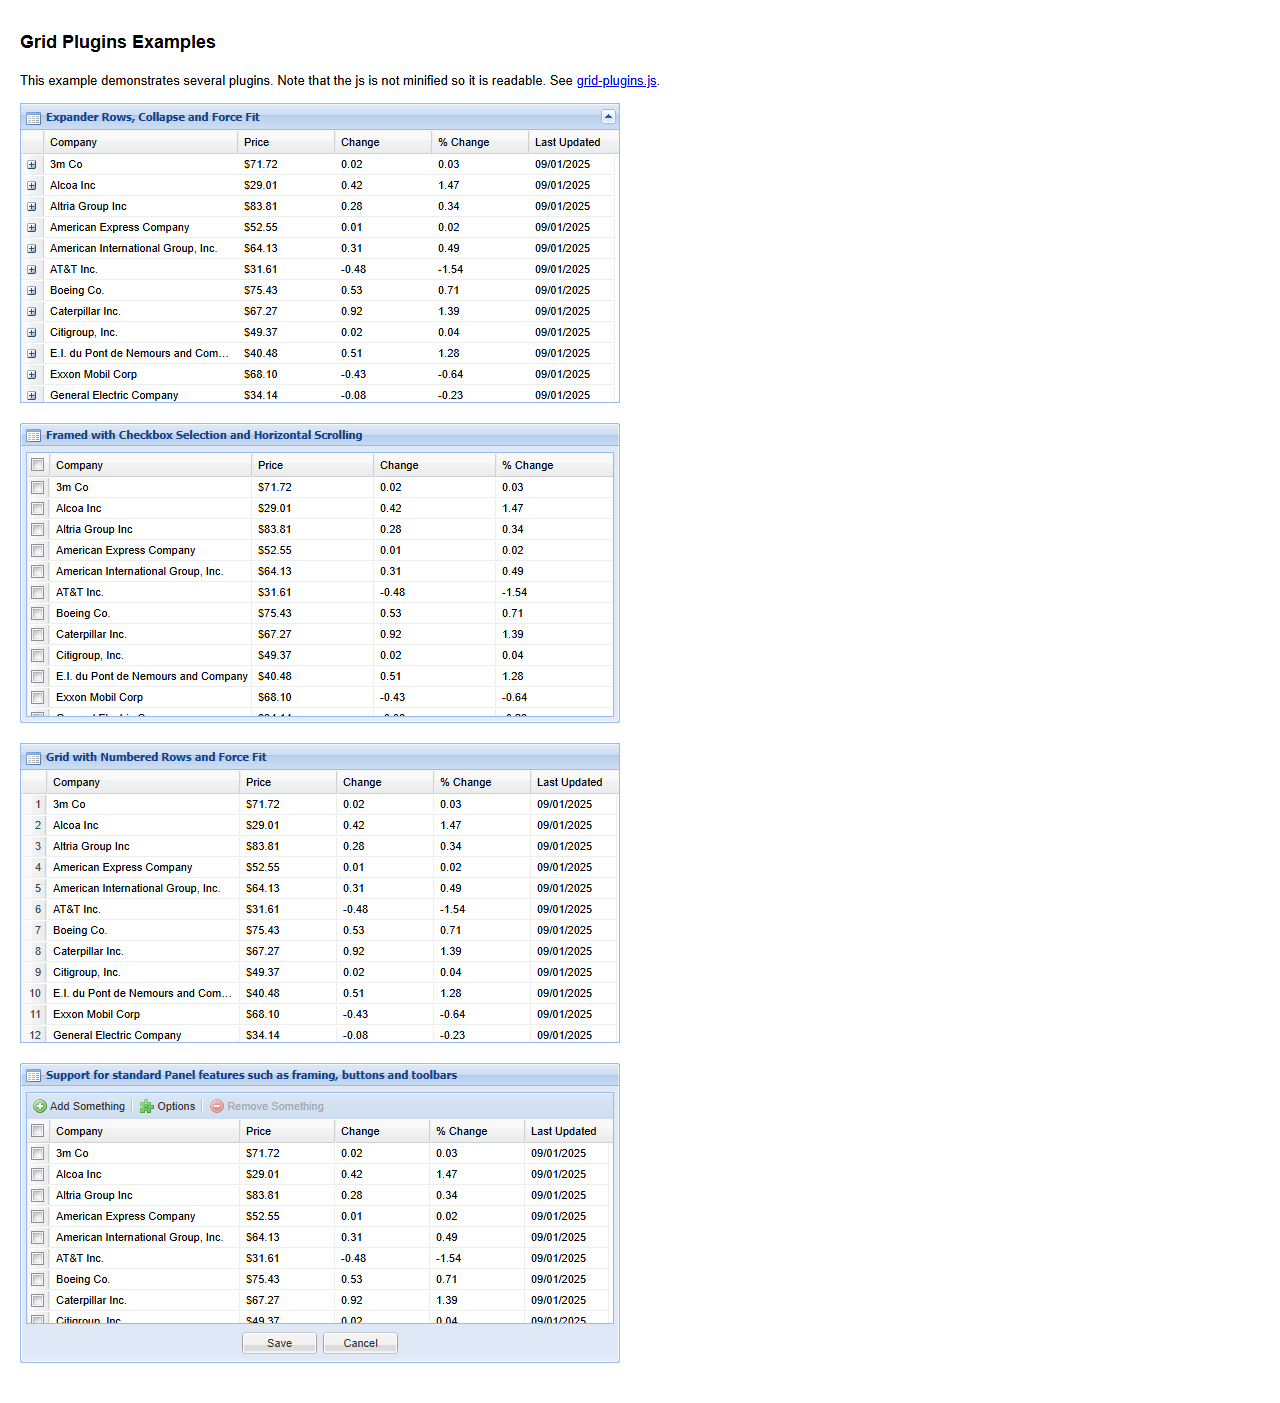 Grid Plugins Examples
This example demonstrates several plugins. Note that the js is not minified so it is readable. See grid-plugins.js.
Expander Rows, Collapse and Force Fit
Company Price Change % Change Last Updated
3m Co $71.72 0.02 0.03 09/01/2025
Alcoa Inc $29.01 0.42 1.47 09/01/2025
Altria Group Inc $83.81 0.28 0.34 09/01/2025
American Express Company $52.55 0.01 0.02 09/01/2025
American International Group, Inc. $64.13 0.31 0.49 09/01/2025
AT&T Inc. $31.61 -0.48 -1.54 09/01/2025
Boeing Co. $75.43 0.53 0.71 09/01/2025
Caterpillar Inc. $67.27 0.92 1.39 09/01/2025
Citigroup, Inc. $49.37 0.02 0.04 09/01/2025
E.I. du Pont de Nemours and Com... $40.48 0.51 1.28 09/01/2025
Exxon Mobil Corp $68.10 -0.43 -0.64 09/01/2025
General Electric Company $34.14 -0.08 -0.23 09/01/2025
Framed with Checkbox Selection and Horizontal Scrolling
Company Price Change % Change
3m Co $71.72 0.02 0.03
Alcoa Inc $29.01 0.42 1.47
Altria Group Inc $83.81 0.28 0.34
American Express Company $52.55 0.01 0.02
American International Group, Inc. $64.13 0.31 0.49
AT&T Inc. $31.61 -0.48 -1.54
Boeing Co. $75.43 0.53 0.71
Caterpillar Inc. $67.27 0.92 1.39
Citigroup, Inc. $49.37 0.02 0.04
E.I. du Pont de Nemours and Company $40.48 0.51 1.28
Exxon Mobil Corp $68.10 -0.43 -0.64
Grid with Numbered Rows and Force Fit
Company Price Change % Change Last Updated
1 3m Co $71.72 0.02 0.03 09/01/2025
2 Alcoa Inc $29.01 0.42 1.47 09/01/2025
3 Altria Group Inc $83.81 0.28 0.34 09/01/2025
4 American Express Company $52.55 0.01 0.02 09/01/2025
5 American International Group, Inc. $64.13 0.31 0.49 09/01/2025
6 AT&T Inc. $31.61 -0.48 -1.54 09/01/2025
7 Boeing Co. $75.43 0.53 0.71 09/01/2025
8 Caterpillar Inc. $67.27 0.92 1.39 09/01/2025
9 Citigroup, Inc. $49.37 0.02 0.04 09/01/2025
10 E.I. du Pont de Nemours and Com... $40.48 0.51 1.28 09/01/2025
11 Exxon Mobil Corp $68.10 -0.43 -0.64 09/01/2025
12 General Electric Company $34.14 -0.08 -0.23 09/01/2025
Support for standard Panel features such as framing, buttons and toolbars
Add Something Options Remove Something
Company Price Change % Change Last Updated
3m Co $71.72 0.02 0.03 09/01/2025
Alcoa Inc $29.01 0.42 1.47 09/01/2025
Altria Group Inc $83.81 0.28 0.34 09/01/2025
American Express Company $52.55 0.01 0.02 09/01/2025
American International Group, Inc. $64.13 0.31 0.49 09/01/2025
AT&T Inc. $31.61 -0.48 -1.54 09/01/2025
Boeing Co. $75.43 0.53 0.71 09/01/2025
Caterpillar Inc. $67.27 0.92 1.39 09/01/2025
Citigroup, Inc. $49.37 0.02 0.04 09/01/2025
Save Cancel